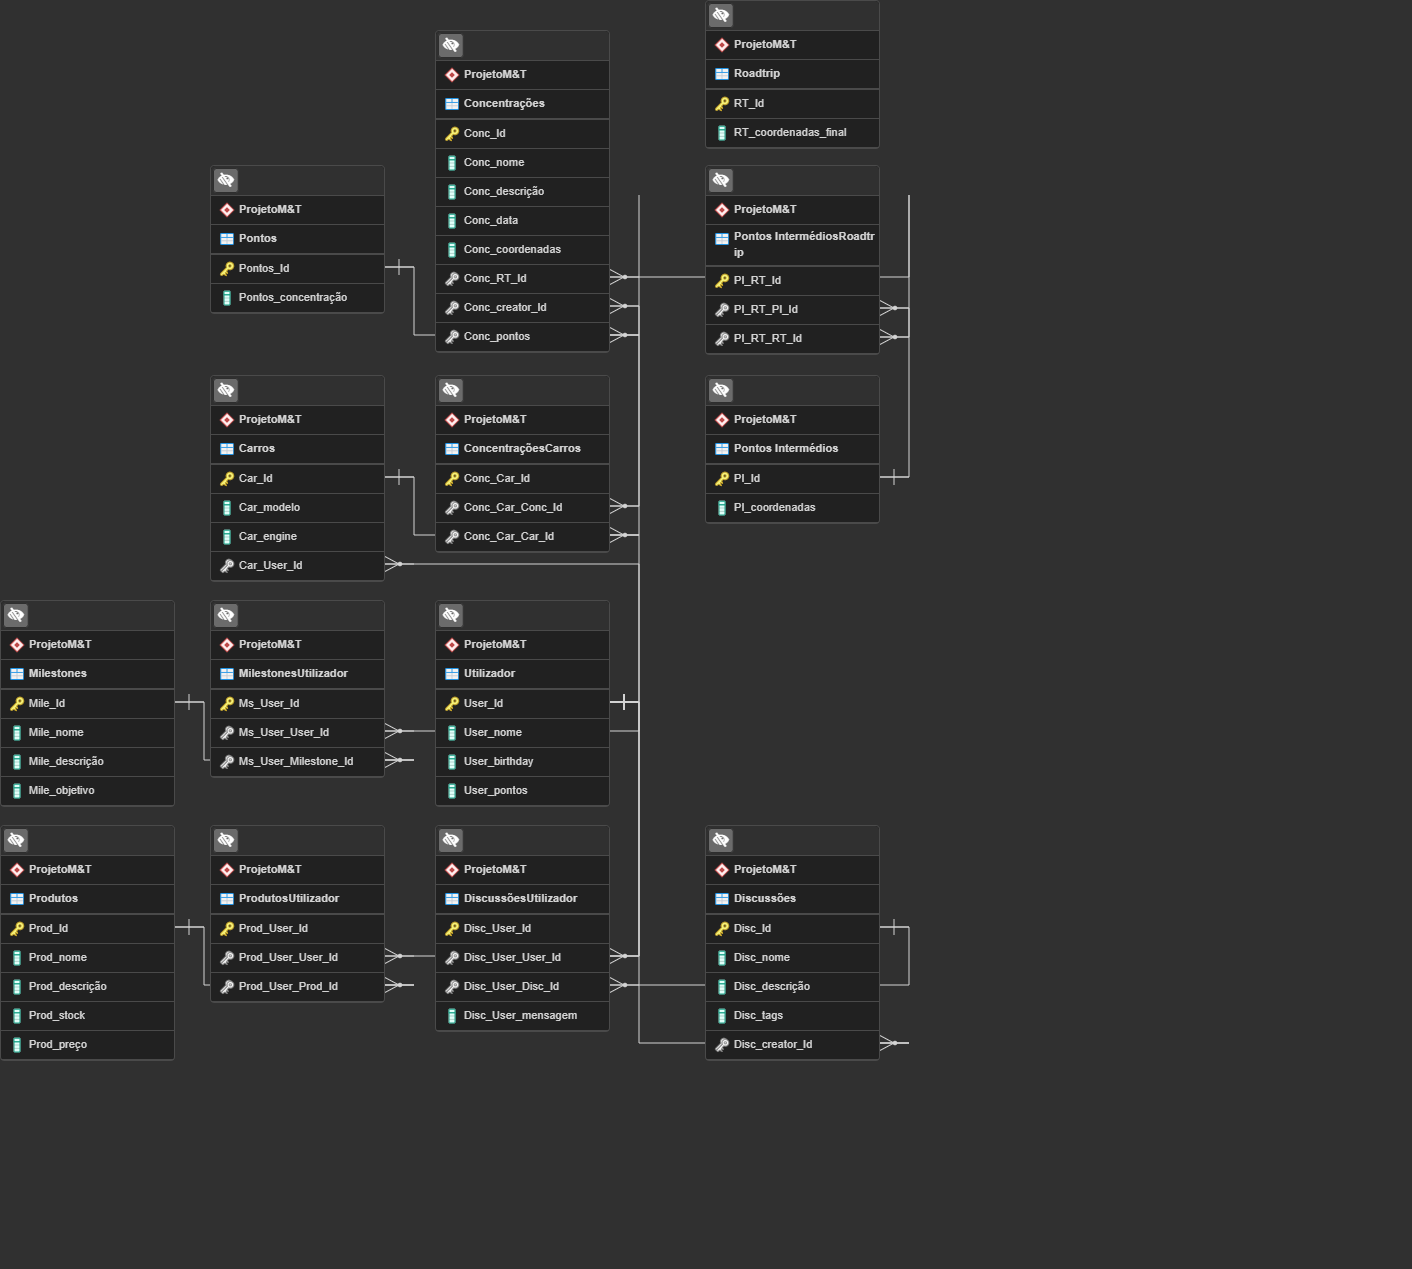 ProjetoM&T
Roadtrip
RT_Id
RT_coordenadas_final
ProjetoM&T
Concentrações
Conc_Id
Conc_nome
Conc_descrição
Conc_data
Conc_coordenadas
Conc_RT_Id
Conc_creator_Id
Conc_pontos
ProjetoM&T
Pontos
Pontos_Id
Pontos_concentração
ProjetoM&T
Pontos IntermédiosRoadtr
ip
PI_RT_Id
PI_RT_PI_Id
PI_RT_RT_Id
ProjetoM&T
Carros
Car_Id
Car_modelo
Car_engine
Car_User_Id
ProjetoM&T
ConcentraçõesCarros
Conc_Car_Id
Conc_Car_Conc_Id
Conc_Car_Car_Id
ProjetoM&T
Pontos Intermédios
PI_Id
PI_coordenadas
ProjetoM&T
Milestones
Mile_Id
Mile_nome
Mile_descrição
Mile_objetivo
ProjetoM&T
MilestonesUtilizador
Ms_User_Id
Ms_User_User_Id
Ms_User_Milestone_Id
ProjetoM&T
Utilizador
User_Id
User_nome
User_birthday
User_pontos
ProjetoM&T
Produtos
Prod_Id
Prod_nome
Prod_descrição
Prod_stock
Prod_preço
ProjetoM&T
ProdutosUtilizador
Prod_User_Id
Prod_User_User_Id
Prod_User_Prod_Id
ProjetoM&T
DiscussõesUtilizador
Disc_User_Id
Disc_User_User_Id
Disc_User_Disc_Id
Disc_User_mensagem
ProjetoM&T
Discussões
Disc_Id
Disc_nome
Disc_descrição
Disc_tags
Disc_creator_Id